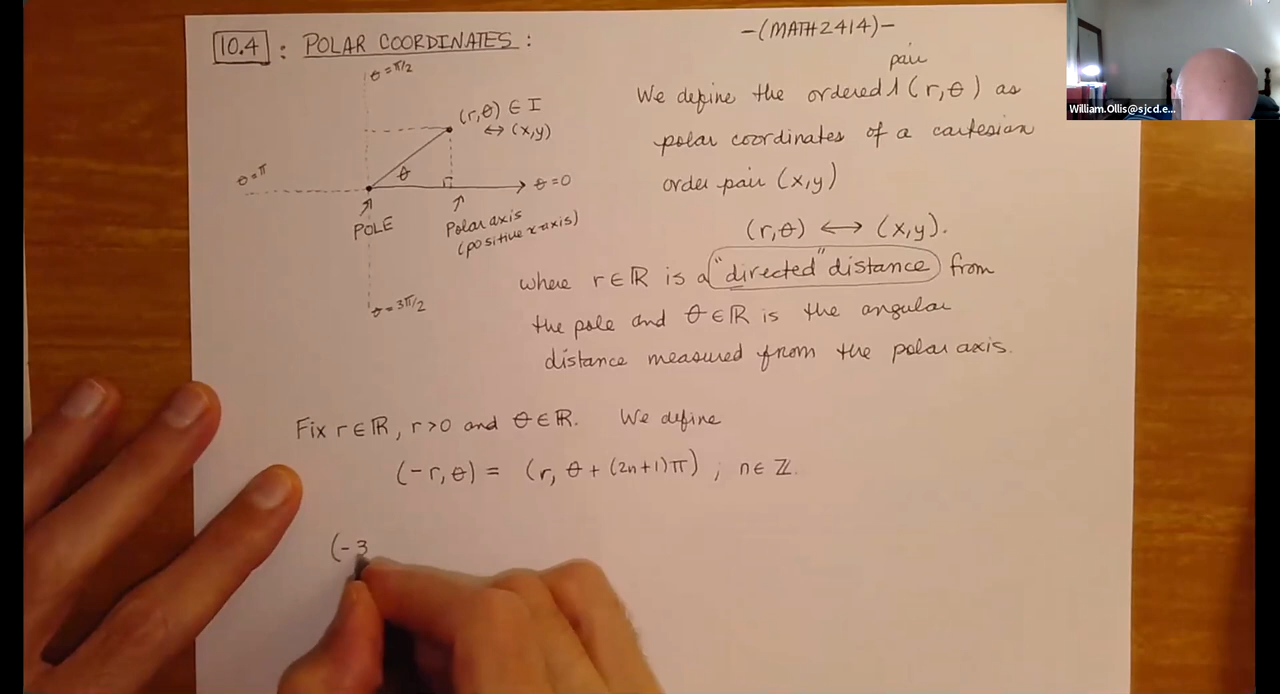 10.4 : POLAR COORDINATES :
-(MATH2414)-
θ = π/2
(r,θ) ∈ I
↔ (x,y)
θ = π
θ
θ=0
POLE
Polar axis
(positive x-axis)
θ = 3π/2
pair
We define the ordered ⋏ (r,θ) as
polar coordinates of a cartesian
order pair (x,y)
(r,θ) ↔ (x,y).
where r∈ℝ is a "directed" distance from
the pole and θ∈ℝ is the angular
distance measured from the polar axis.
Fix r∈ℝ, r>0 and θ∈ℝ. We define
(-r,θ) = (r, θ + (2n+1)π) ; n∈ℤ.
(-3
William.Ollis@sjcd.e...